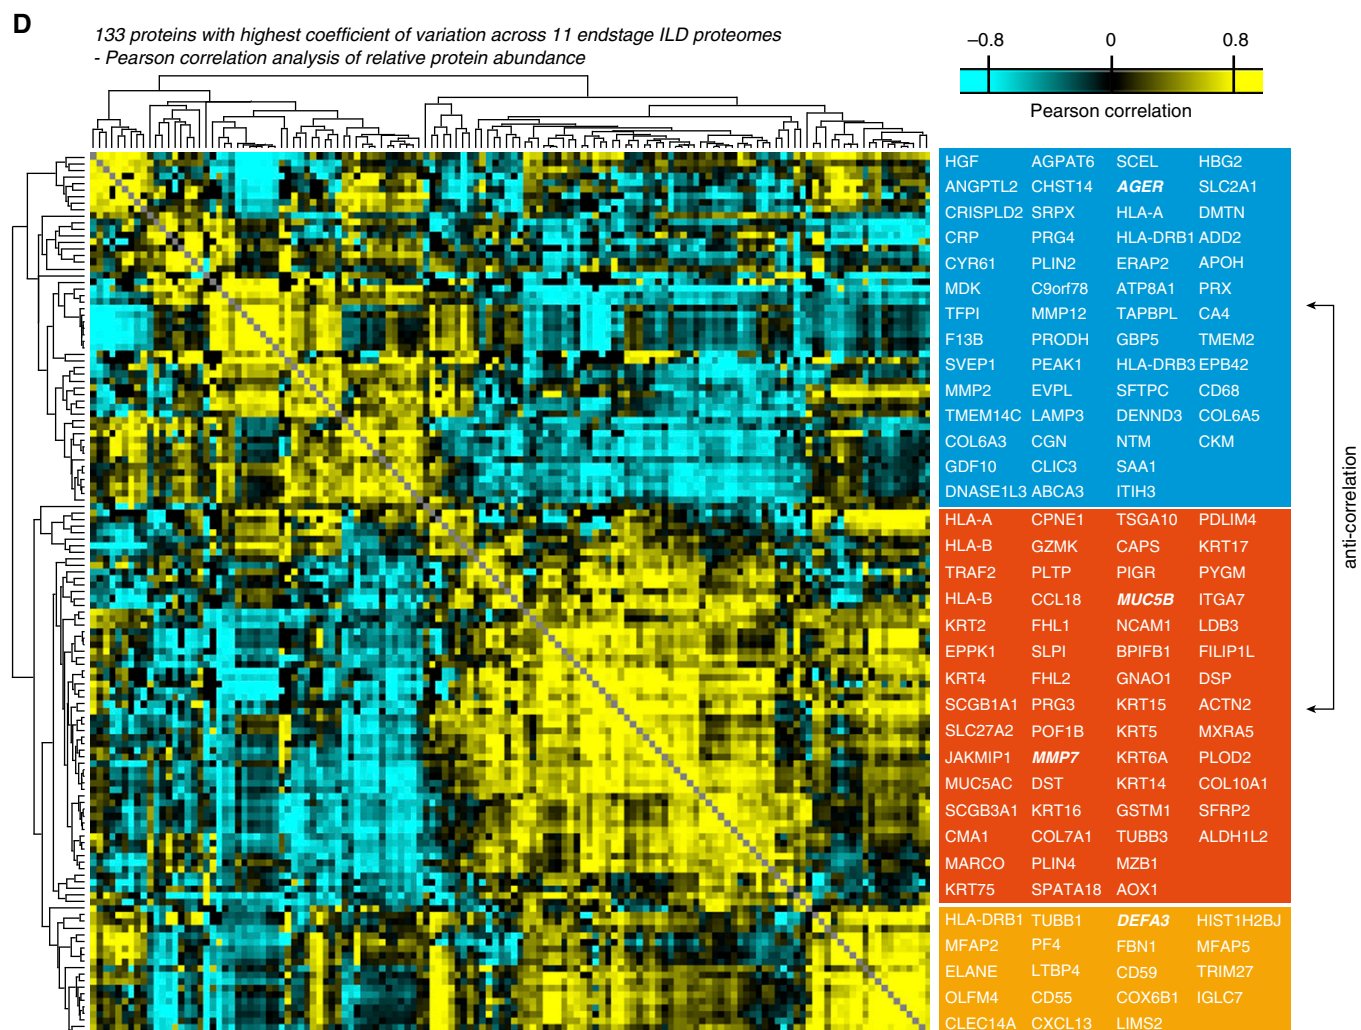 D
133 proteins with highest coefficient of variation across 11 endstage ILD proteomes
- Pearson correlation analysis of relative protein abundance
−0.8 0 0.8
Pearson correlation
HGF AGPAT6 SCEL HBG2
ANGPTL2 CHST14 AGER SLC2A1
CRISPLD2 SRPX HLA-A DMTN
CRP PRG4 HLA-DRB1 ADD2
CYR61 PLIN2 ERAP2 APOH
MDK C9orf78 ATP8A1 PRX
TFPI MMP12 TAPBPL CA4
F13B PRODH GBP5 TMEM2
SVEP1 PEAK1 HLA-DRB3 EPB42
MMP2 EVPL SFTPC CD68
TMEM14C LAMP3 DENND3 COL6A5
COL6A3 CGN NTM CKM
GDF10 CLIC3 SAA1
DNASE1L3 ABCA3 ITIH3
HLA-A CPNE1 TSGA10 PDLIM4
HLA-B GZMK CAPS KRT17
TRAF2 PLTP PIGR PYGM
HLA-B CCL18 MUC5B ITGA7
KRT2 FHL1 NCAM1 LDB3
EPPK1 SLPI BPIFB1 FILIP1L
KRT4 FHL2 GNAO1 DSP
SCGB1A1 PRG3 KRT15 ACTN2
SLC27A2 POF1B KRT5 MXRA5
JAKMIP1 MMP7 KRT6A PLOD2
MUC5AC DST KRT14 COL10A1
SCGB3A1 KRT16 GSTM1 SFRP2
CMA1 COL7A1 TUBB3 ALDH1L2
MARCO PLIN4 MZB1
KRT75 SPATA18 AOX1
HLA-DRB1 TUBB1 DEFA3 HIST1H2BJ
MFAP2 PF4 FBN1 MFAP5
ELANE LTBP4 CD59 TRIM27
OLFM4 CD55 COX6B1 IGLC7
CLEC14A CXCL13 LIMS2
anti-correlation